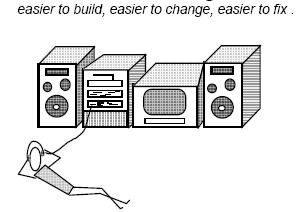 easier to build, easier to change, easier to fix .